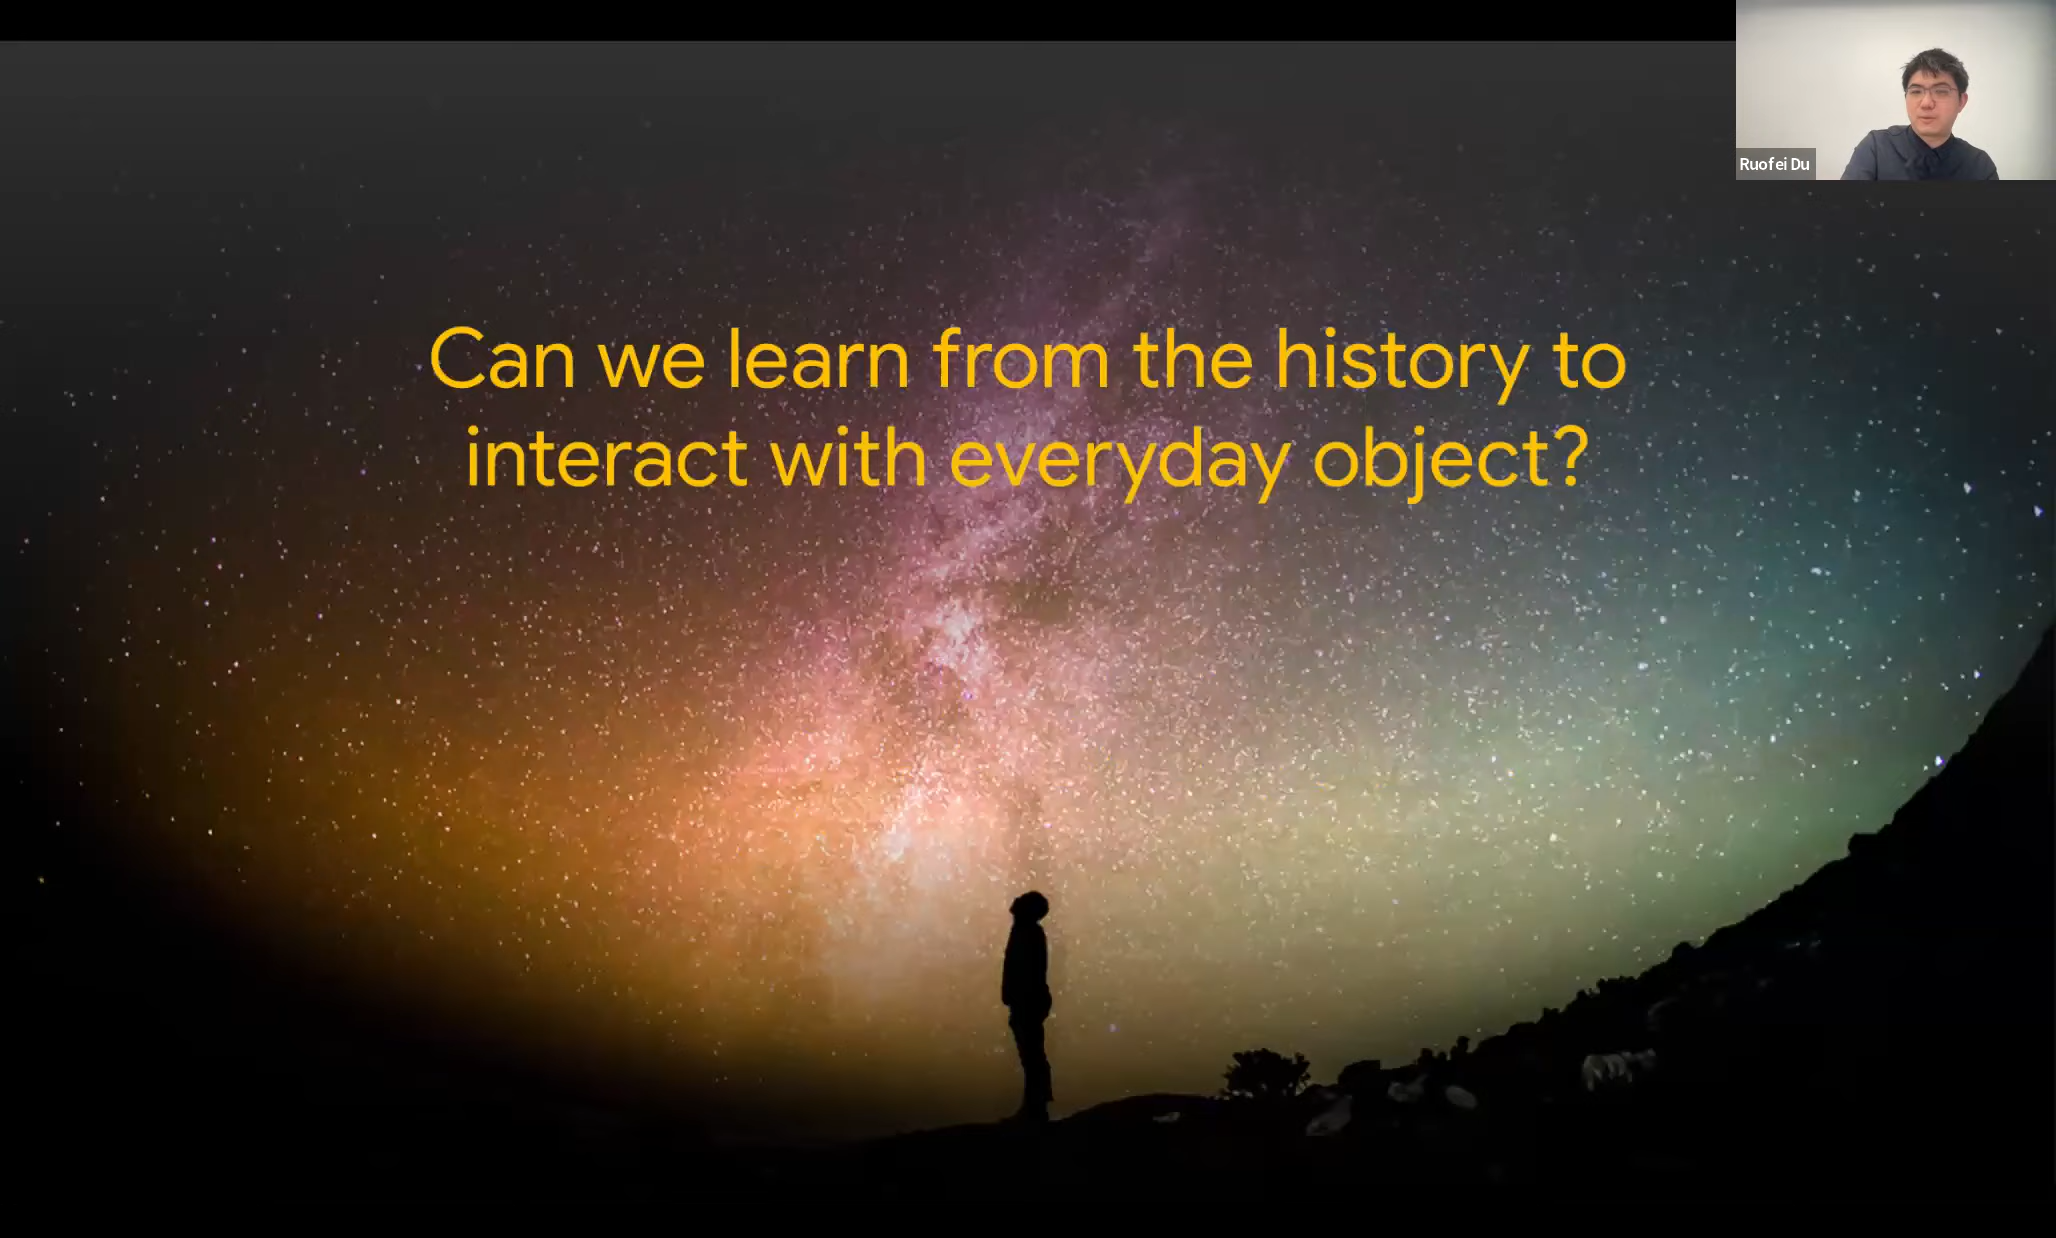 Can we learn from the history to
interact with everyday object?
Ruofei Du